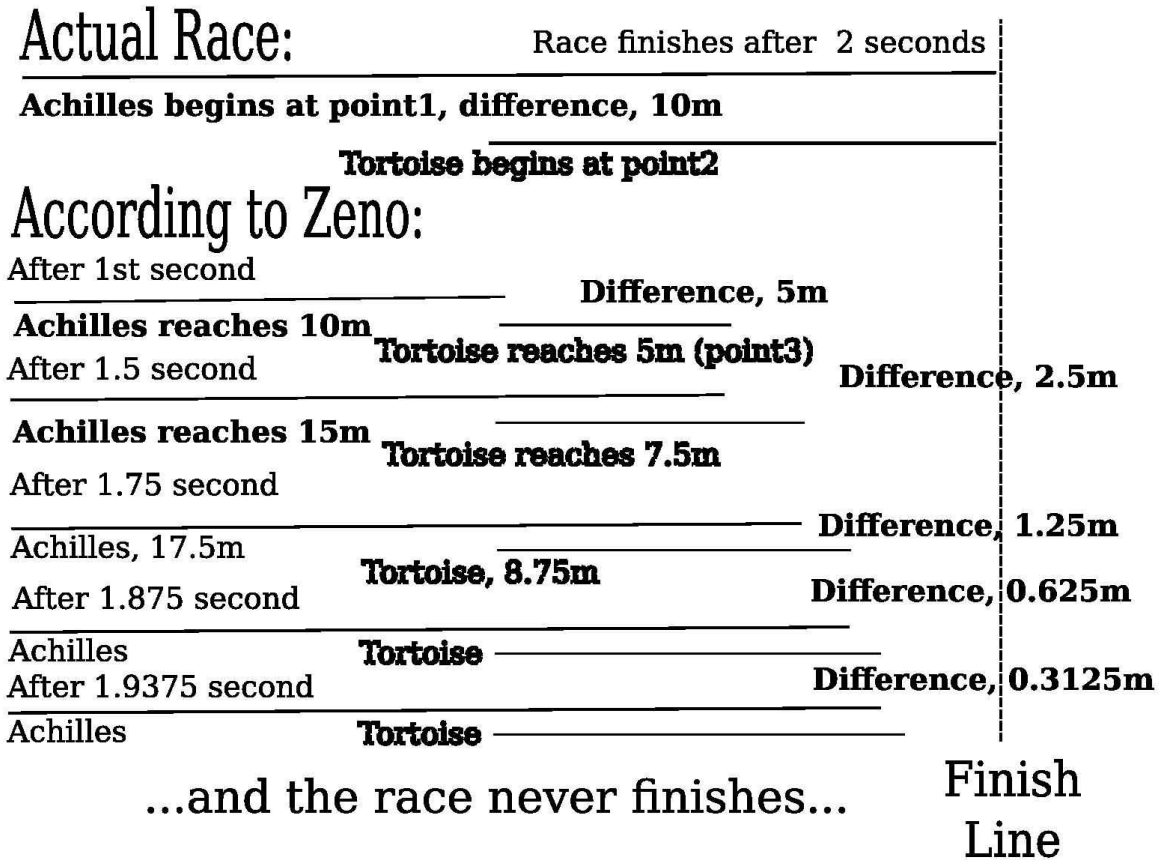 Actual Race:
Race finishes after 2 seconds
Achilles begins at point1, difference, 10m
Tortoise begins at point2
According to Zeno:
After 1st second
Difference, 5m
Achilles reaches 10m
Tortoise reaches 5m (point3)
After 1.5 second
Difference, 2.5m
Achilles reaches 15m
Tortoise reaches 7.5m
After 1.75 second
Difference, 1.25m
Achilles, 17.5m
Tortoise, 8.75m
After 1.875 second
Difference, 0.625m
Achilles
Tortoise
After 1.9375 second
Difference, 0.3125m
Achilles
Tortoise
...and the race never finishes...
Finish
Line